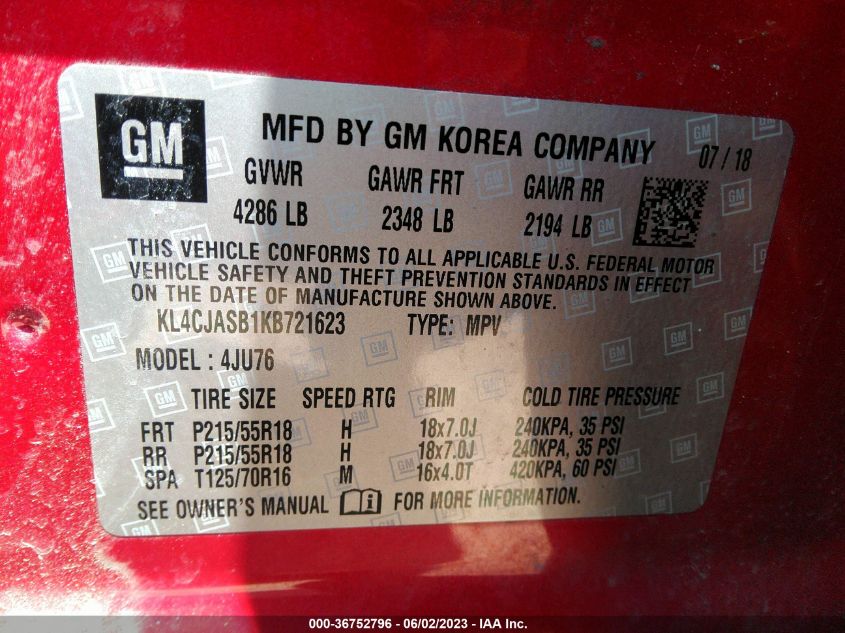 GM
MFD BY GM KOREA COMPANY 07/18
GVWR GAWR FRT GAWR RR
4286 LB 2348 LB 2194 LB
THIS VEHICLE CONFORMS TO ALL APPLICABLE U.S. FEDERAL MOTOR
VEHICLE SAFETY AND THEFT PREVENTION STANDARDS IN EFFECT
ON THE DATE OF MANUFACTURE SHOWN ABOVE.
KL4CJASB1KB721623 TYPE: MPV
MODEL: 4JU76
TIRE SIZE SPEED RTG RIM COLD TIRE PRESSURE
FRT P215/55R18 H 18x7.0J 240KPA, 35 PSI
RR P215/55R18 H 18x7.0J 240KPA, 35 PSI
SPA T125/70R16 M 16x4.0T 420KPA, 60 PSI
SEE OWNER'S MANUAL FOR MORE INFORMATION.
000-36752796 - 06/02/2023 - IAA Inc.